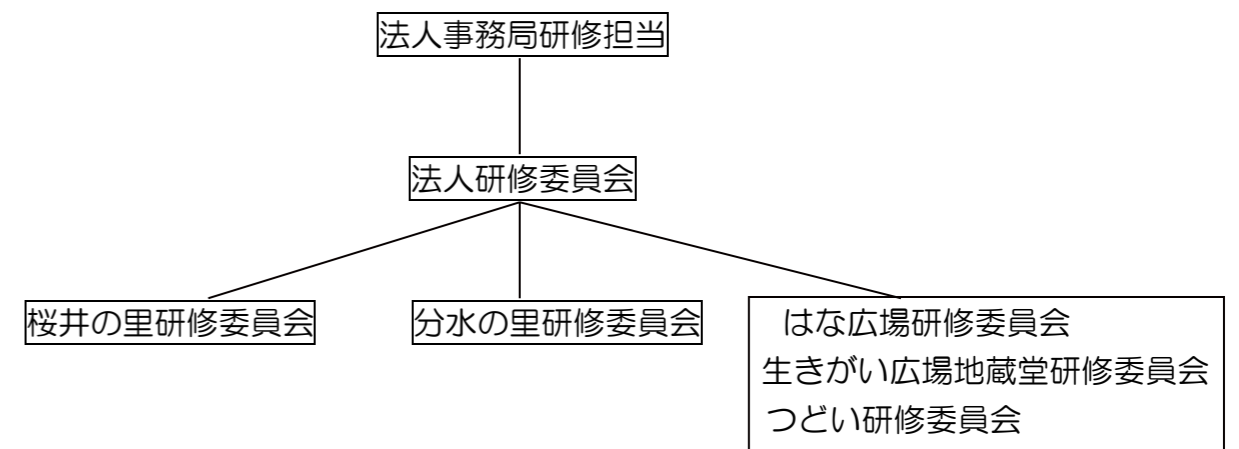 法人事務局研修担当
法人研修委員会
桜井の里研修委員会
分水の里研修委員会
はな広場研修委員会
生きがい広場地蔵堂研修委員会
つどい研修委員会